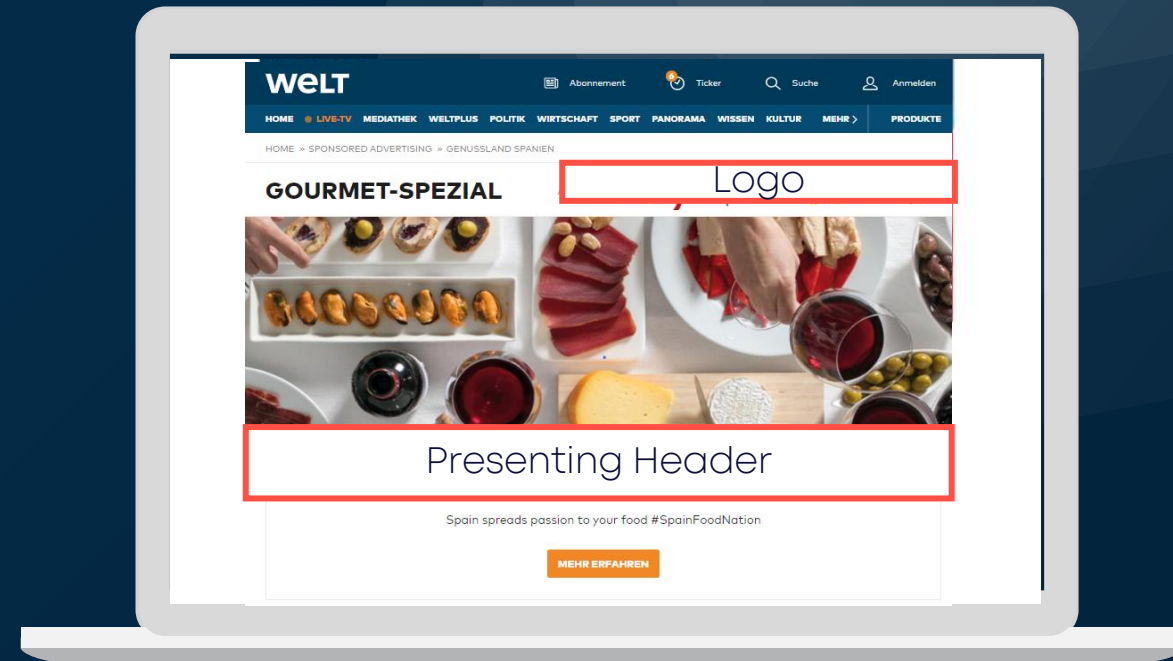 WELT
Abonnement
6
Ticker
Suche
Anmelden
HOME LIVE-TV MEDIATHEK WELTPLUS POLITIK WIRTSCHAFT SPORT PANORAMA WISSEN KULTUR MEHR > PRODUKTE
HOME » SPONSORED ADVERTISING » GENUSSLAND SPANIEN
GOURMET-SPEZIAL
Logo
Presenting Header
Spain spreads passion to your food #SpainFoodNation
MEHR ERFAHREN